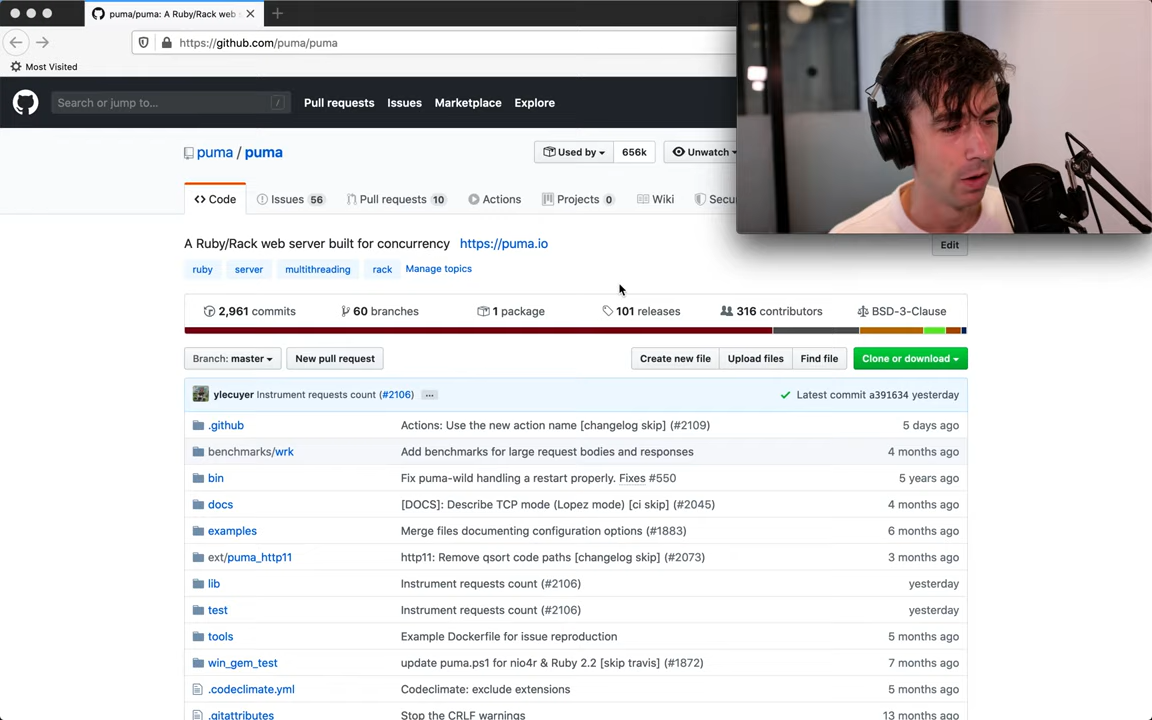 puma/puma: A Ruby/Rack web s
https://github.com/puma/puma
Most Visited
Search or jump to... /
Pull requests Issues Marketplace Explore
puma / puma
Used by 656k Unwatch
Code Issues 56 Pull requests 10 Actions Projects 0 Wiki Secu
A Ruby/Rack web server built for concurrency https://puma.io
Edit
ruby server multithreading rack Manage topics
2,961 commits 60 branches 1 package 101 releases 316 contributors BSD-3-Clause
Branch: master New pull request Create new file Upload files Find file Clone or download
ylecuyer Instrument requests count (#2106) ... Latest commit a391634 yesterday
.github Actions: Use the new action name [changelog skip] (#2109) 5 days ago
benchmarks/wrk Add benchmarks for large request bodies and responses 4 months ago
bin Fix puma-wild handling a restart properly. Fixes #550 5 years ago
docs [DOCS]: Describe TCP mode (Lopez mode) [ci skip] (#2045) 4 months ago
examples Merge files documenting configuration options (#1883) 6 months ago
ext/puma_http11 http11: Remove qsort code paths [changelog skip] (#2073) 3 months ago
lib Instrument requests count (#2106) yesterday
test Instrument requests count (#2106) yesterday
tools Example Dockerfile for issue reproduction 5 months ago
win_gem_test update puma.ps1 for nio4r & Ruby 2.2 [skip travis] (#1872) 7 months ago
.codeclimate.yml Codeclimate: exclude extensions 5 months ago
.gitattributes Stop the CRLF warnings 13 months ago